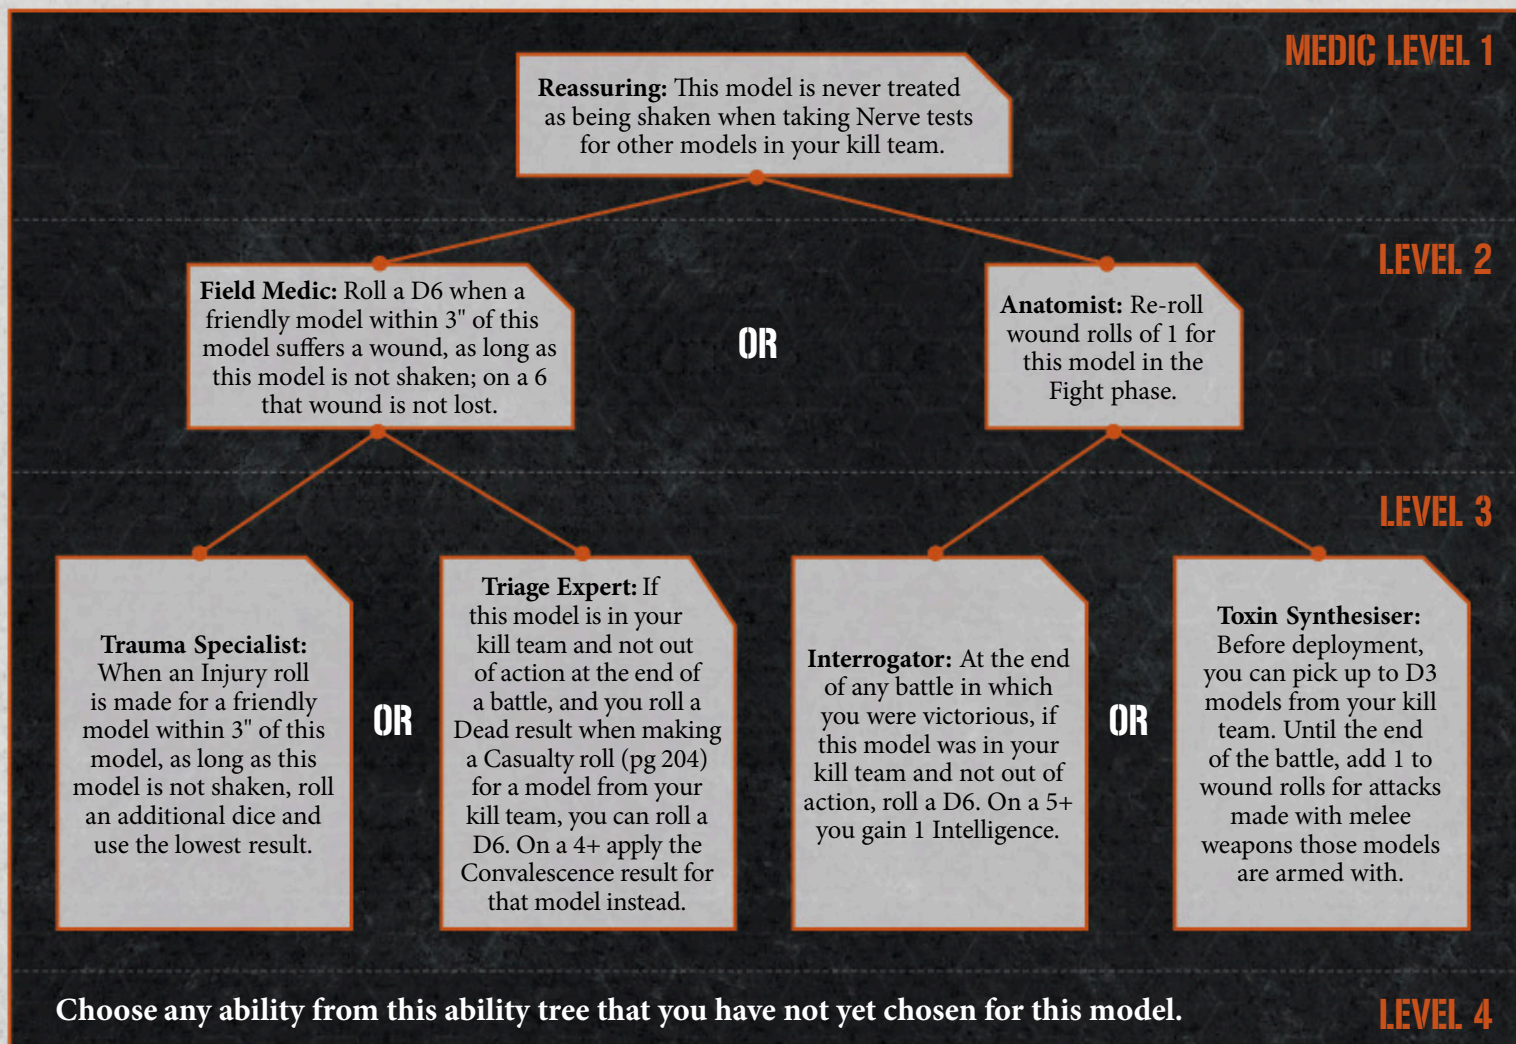 MEDIC LEVEL 1
Reassuring: This model is never treated
as being shaken when taking Nerve tests
for other models in your kill team.
LEVEL 2
Field Medic: Roll a D6 when a
friendly model within 3" of this
model suffers a wound, as long as
this model is not shaken; on a 6
that wound is not lost.
OR
Anatomist: Re-roll
wound rolls of 1 for
this model in the
Fight phase.
LEVEL 3
Trauma Specialist:
When an Injury roll
is made for a friendly
model within 3" of this
model, as long as this
model is not shaken, roll
an additional dice and
use the lowest result.
OR
Triage Expert: If
this model is in your
kill team and not out
of action at the end of
a battle, and you roll a
Dead result when making
a Casualty roll (pg 204)
for a model from your
kill team, you can roll a
D6. On a 4+ apply the
Convalescence result for
that model instead.
Interrogator: At the end
of any battle in which
you were victorious, if
this model was in your
kill team and not out of
action, roll a D6. On a 5+
you gain 1 Intelligence.
OR
Toxin Synthesiser:
Before deployment,
you can pick up to D3
models from your kill
team. Until the end
of the battle, add 1 to
wound rolls for attacks
made with melee
weapons those models
are armed with.
Choose any ability from this ability tree that you have not yet chosen for this model.
LEVEL 4